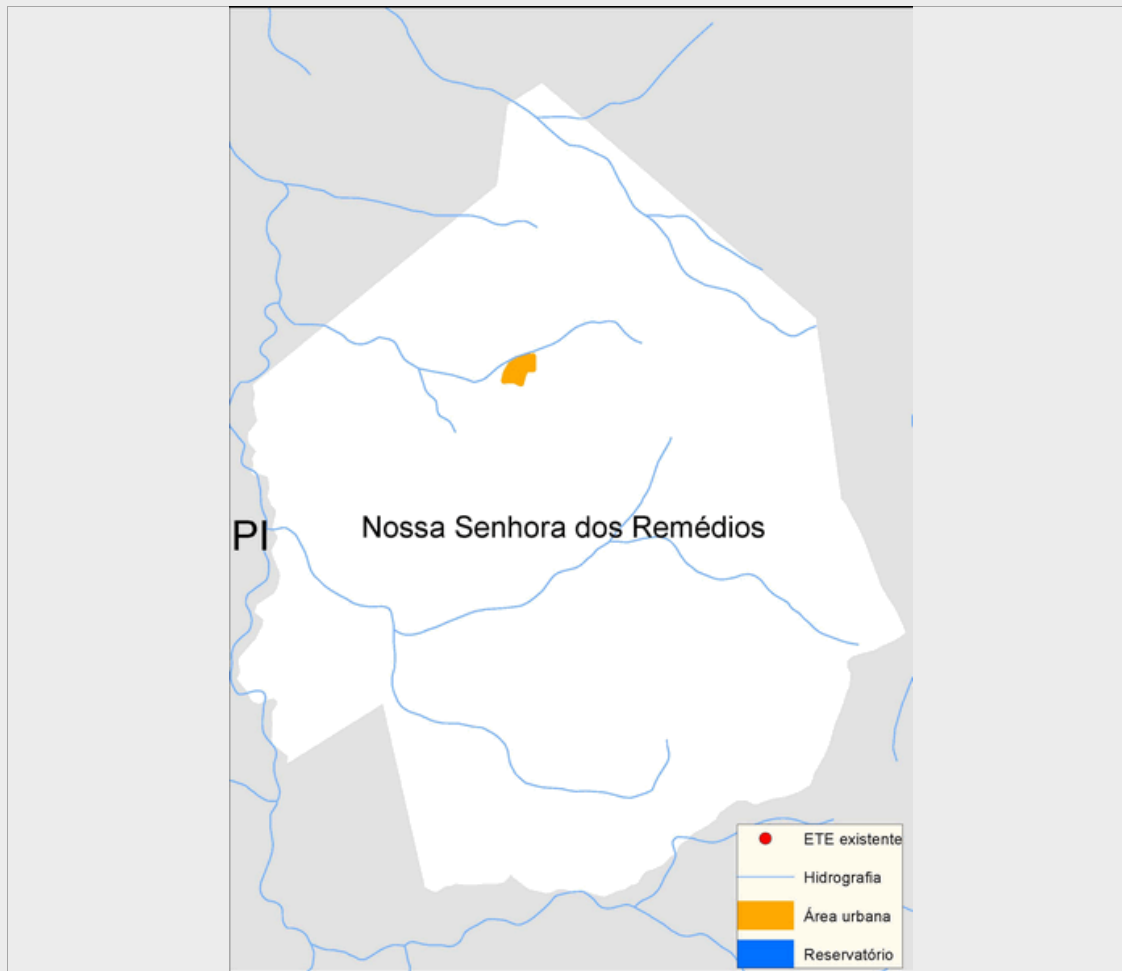 Nossa Senhora dos Remédios
PI
ETE existente
Hidrografia
Área urbana
Reservatório